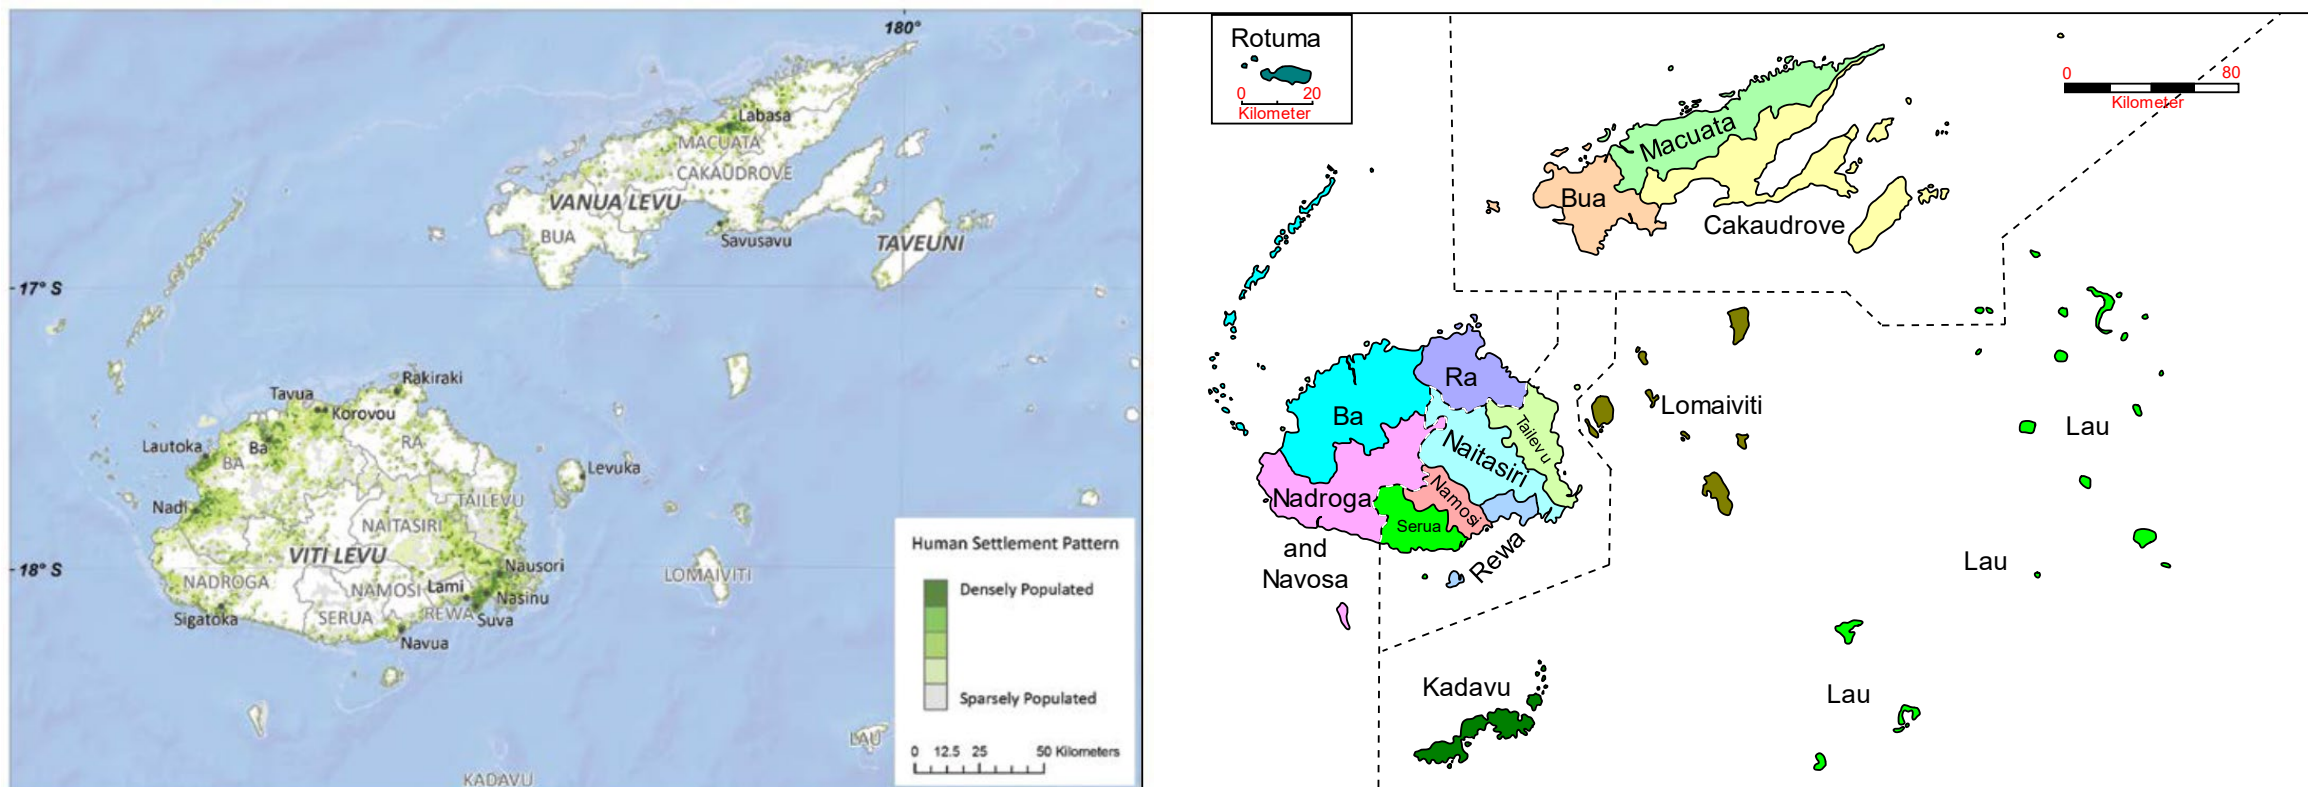 180°
Labasa
MACUATA
CAKAUDROVE
VANUA LEVU
Savusavu
BUA
TAVEUNI
17° S
Rakiraki
Tavua
Korovou
Lautoka
Ba
BA
RA
Levuka
Nadi
TAILEVU
NAITASIRI
VITI LEVU
18° S
Nausori
NADROGA
NAMOSI
Lami
Nasinu
LOMAIVITI
Sigatoka
SERUA
REWA
Suva
Navua
LAU
KADAVU
Human Settlement Pattern
Densely Populated
Sparsely Populated
0 12.5 25 50 Kilometers
Rotuma
0 20
Kilometer
0 80
Kilometer
Macuata
Bua
Cakaudrove
Ra
Ba
Tailevu
Lomaiviti
Lau
Naitasiri
Nadroga
Namosi
Serua
and
Navosa
Rewa
Lau
Kadavu
Lau